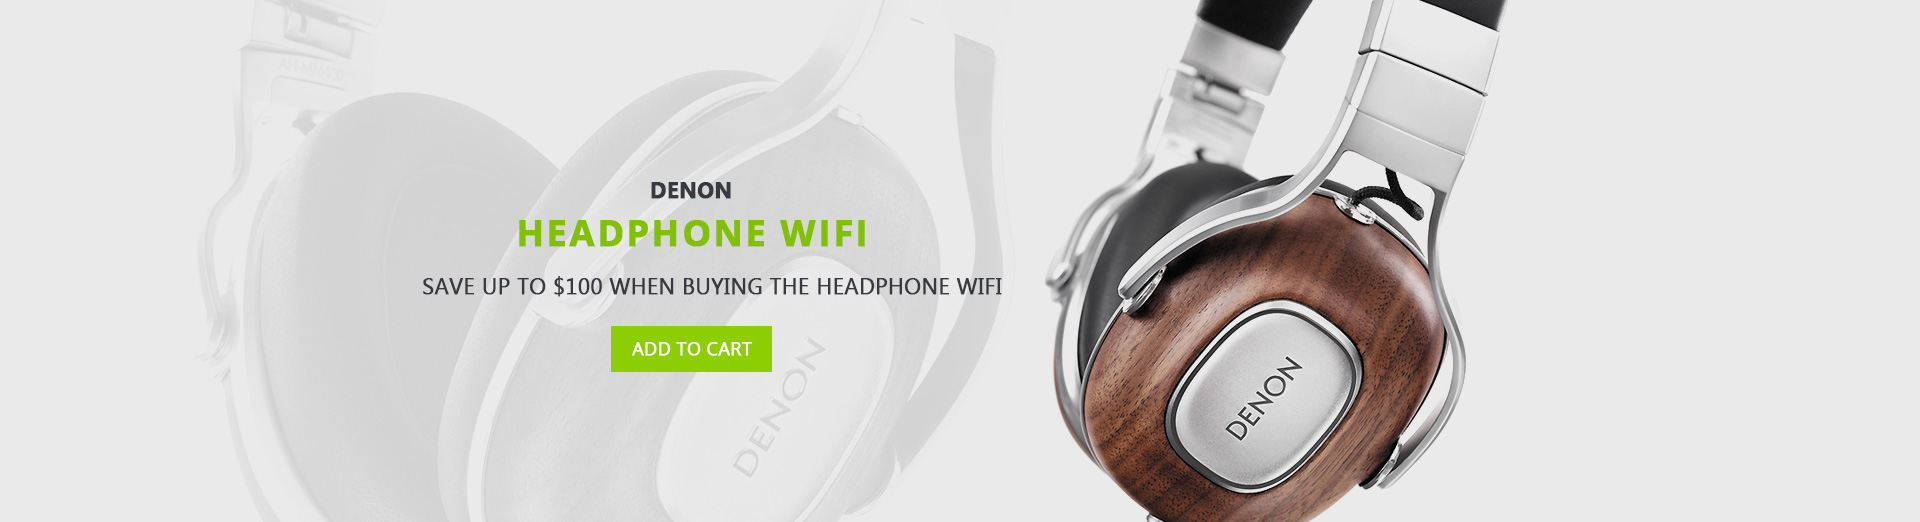 DENON
HEADPHONE WIFI
SAVE UP TO $100 WHEN BUYING THE HEADPHONE WIFI
ADD TO CART
DENON
DENON